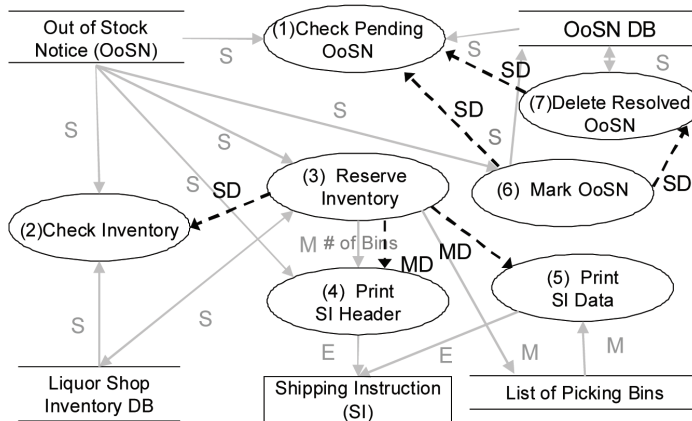 Out of Stock
Notice (OoSN)
(1)Check Pending
OoSN
OoSN DB
S
S
S
SD
(7)Delete Resolved
OoSN
SD
S
S
S
S
S
SD
(3) Reserve
Inventory
(6) Mark OoSN
SD
(2)Check Inventory
M # of Bins
MD
MD
(4) Print
SI Header
(5) Print
SI Data
S
S
E
E
M
M
Liquor Shop
Inventory DB
Shipping Instruction
(SI)
List of Picking Bins